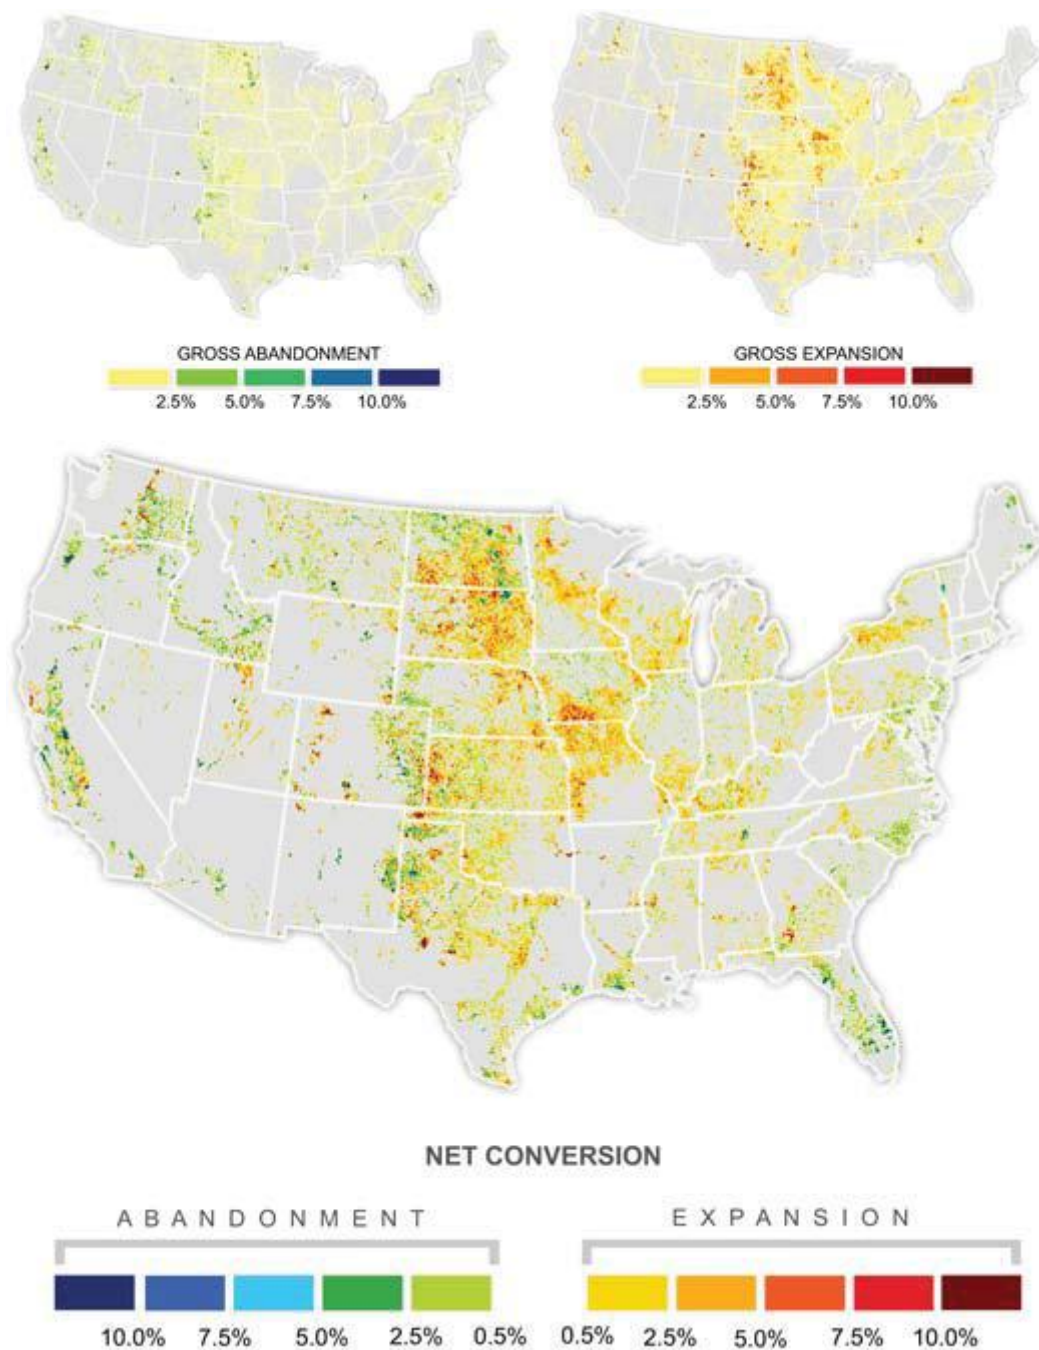 GROSS ABANDONMENT
2.5% 5.0% 7.5% 10.0%
GROSS EXPANSION
2.5% 5.0% 7.5% 10.0%
NET CONVERSION
ABANDONMENT
10.0% 7.5% 5.0% 2.5% 0.5%
EXPANSION
0.5% 2.5% 5.0% 7.5% 10.0%